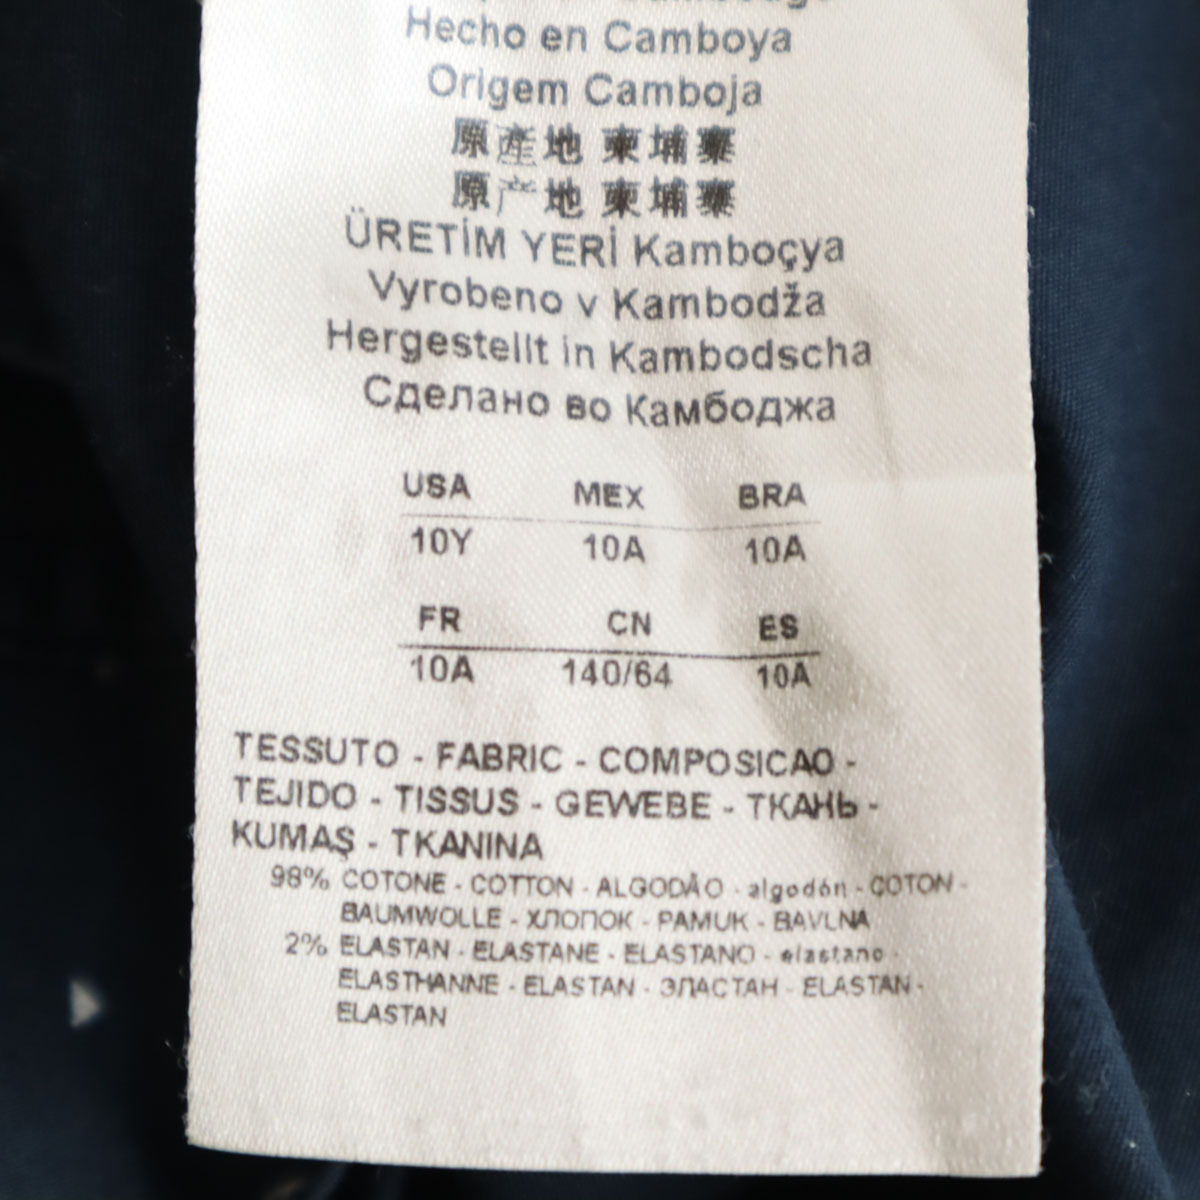 Hecho en Camboya
Origem Camboja
原產地 柬埔寨
原产地 柬埔寨
ÜRETİM YERİ Kamboçya
Vyrobeno v Kambodža
Hergestellt in Kambodscha
Сделано во Камбоджа
USA MEX BRA
10Y 10A 10A
FR CN ES
10A 140/64 10A
TESSUTO - FABRIC - COMPOSICAO -
TEJIDO - TISSUS - GEWEBE - ТКАНЬ -
KUMAŞ - TKANINA
98% COTONE - COTTON - ALGODÃO - algodón - COTON -
BAUMWOLLE - ХЛОПОК - PAMUK - BAVLNA
2% ELASTAN - ELASTANE - ELASTANO - elastano -
ELASTHANNE - ELASTAN - ЭЛАСТАН - ELASTAN -
ELASTAN